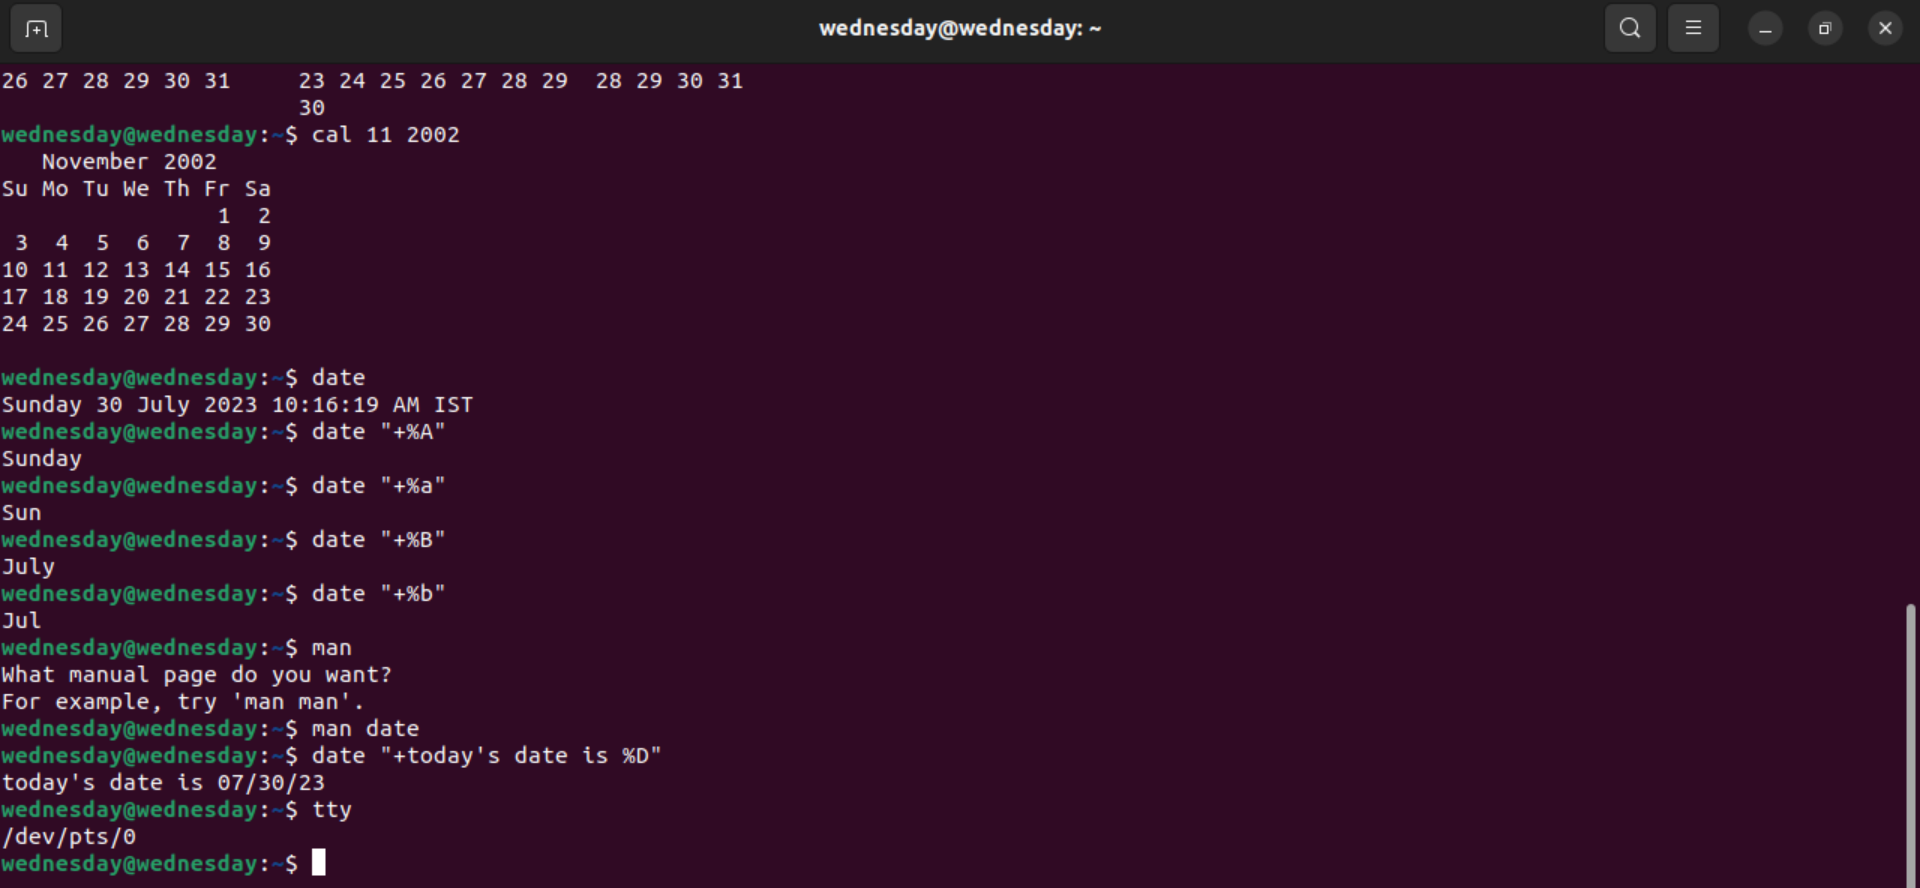 wednesday@wednesday: ~
26 27 28 29 30 31     23 24 25 26 27 28 29  28 29 30 31
                      30
wednesday@wednesday:~$ cal 11 2002
   November 2002
Su Mo Tu We Th Fr Sa
                1  2
 3  4  5  6  7  8  9
10 11 12 13 14 15 16
17 18 19 20 21 22 23
24 25 26 27 28 29 30
wednesday@wednesday:~$ date
Sunday 30 July 2023 10:16:19 AM IST
wednesday@wednesday:~$ date "+%A"
Sunday
wednesday@wednesday:~$ date "+%a"
Sun
wednesday@wednesday:~$ date "+%B"
July
wednesday@wednesday:~$ date "+%b"
Jul
wednesday@wednesday:~$ man
What manual page do you want?
For example, try 'man man'.
wednesday@wednesday:~$ man date
wednesday@wednesday:~$ date "+today's date is %D"
today's date is 07/30/23
wednesday@wednesday:~$ tty
/dev/pts/0
wednesday@wednesday:~$